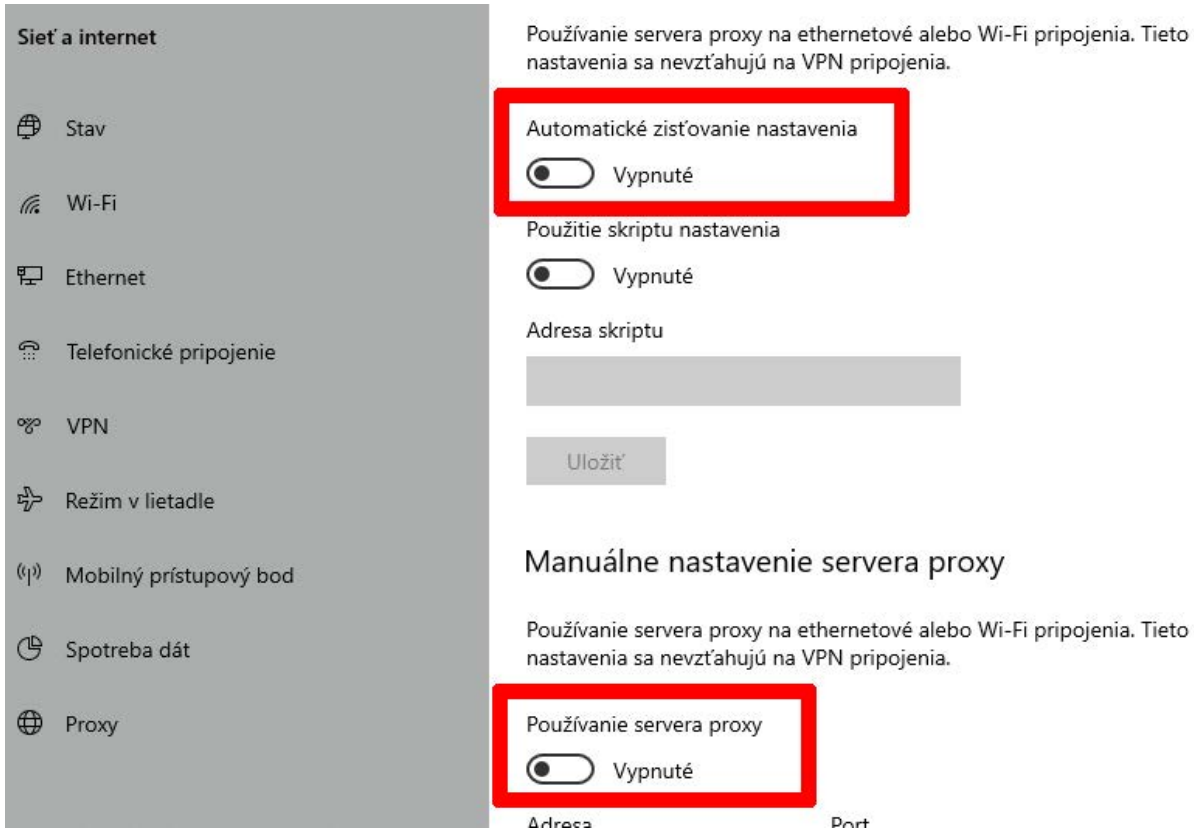 Sieť a internet
Stav
Wi-Fi
Ethernet
Telefonické pripojenie
VPN
Režim v lietadle
Mobilný prístupový bod
Spotreba dát
Proxy
Používanie servera proxy na ethernetové alebo Wi-Fi pripojenia. Tieto
nastavenia sa nevzťahujú na VPN pripojenia.
Automatické zisťovanie nastavenia
Vypnuté
Použitie skriptu nastavenia
Vypnuté
Adresa skriptu
Uložiť
Manuálne nastavenie servera proxy
Používanie servera proxy na ethernetové alebo Wi-Fi pripojenia. Tieto
nastavenia sa nevzťahujú na VPN pripojenia.
Používanie servera proxy
Vypnuté
Adresa Port